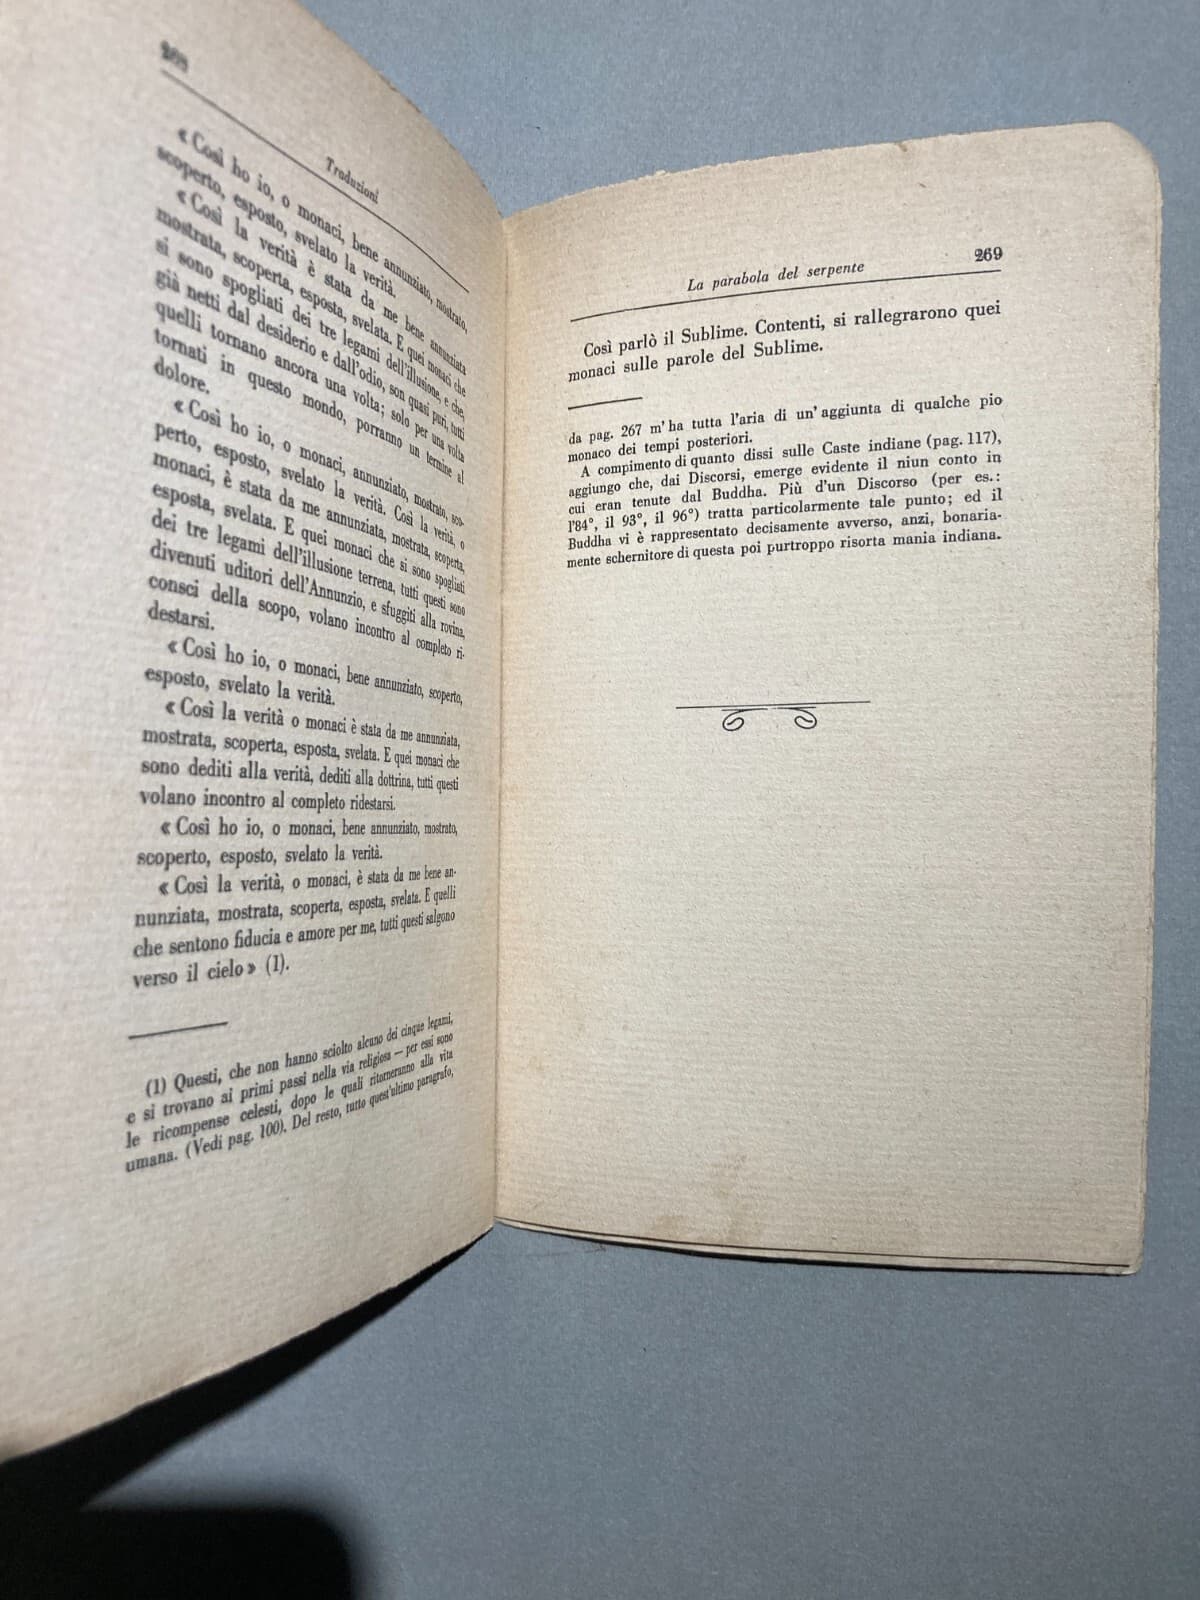 268
Traduzioni
« Così ho io, o monaci, bene annunziato, mostrato,
scoperto, esposto, svelato la verità.
« Così la verità è stata da me bene annunziata
mostrata, scoperta, esposta, svelata. E quei monaci che
si sono spogliati dei tre legami dell'illusione, e che,
già netti dal desiderio e dall'odio, son quasi puri, tutti
quelli tornano ancora una volta; solo per una volta
tornati in questo mondo, porranno un termine al
dolore.
« Così ho io, o monaci, annunziato, mostrato, sco-
perto, esposto, svelato la verità. Così la verità, o
monaci, è stata da me annunziata, mostrata, scoperta,
esposta, svelata. E quei monaci che si sono spogliati
dei tre legami dell'illusione terrena, tutti questi sono
divenuti uditori dell'Annunzio, e sfuggiti alla rovina,
consci della scopo, volano incontro al completo ri-
destarsi.
« Così ho io, o monaci, bene annunziato, scoperto,
esposto, svelato la verità.
« Così la verità o monaci è stata da me annunziata,
mostrata, scoperta, esposta, svelata. E quei monaci che
sono dediti alla verità, dediti alla dottrina, tutti questi
volano incontro al completo ridestarsi.
« Così ho io, o monaci, bene annunziato, mostrato,
scoperto, esposto, svelato la verità.
« Così la verità, o monaci, è stata da me bene an-
nunziata, mostrata, scoperta, esposta, svelata. E quelli
che sentono fiducia e amore per me, tutti questi salgono
verso il cielo » (1).
(1) Questi, che non hanno sciolto alcuno dei cinque legami,
e si trovano ai primi passi nella via religiosa — per essi sono
le ricompense celesti, dopo le quali ritorneranno alla vita
umana. (Vedi pag. 100). Del resto, tutto quest'ultimo paragrafo,
La parabola del serpente
269
Così parlò il Sublime. Contenti, si rallegrarono quei
monaci sulle parole del Sublime.
da pag. 267 m'ha tutta l'aria di un'aggiunta di qualche pio
monaco dei tempi posteriori.
A compimento di quanto dissi sulle Caste indiane (pag. 117),
aggiungo che, dai Discorsi, emerge evidente il niun conto in
cui eran tenute dal Buddha. Più d'un Discorso (per es.:
l'84°, il 93°, il 96°) tratta particolarmente tale punto; ed il
Buddha vi è rappresentato decisamente avverso, anzi, bonaria-
mente schernitore di questa poi purtroppo risorta mania indiana.